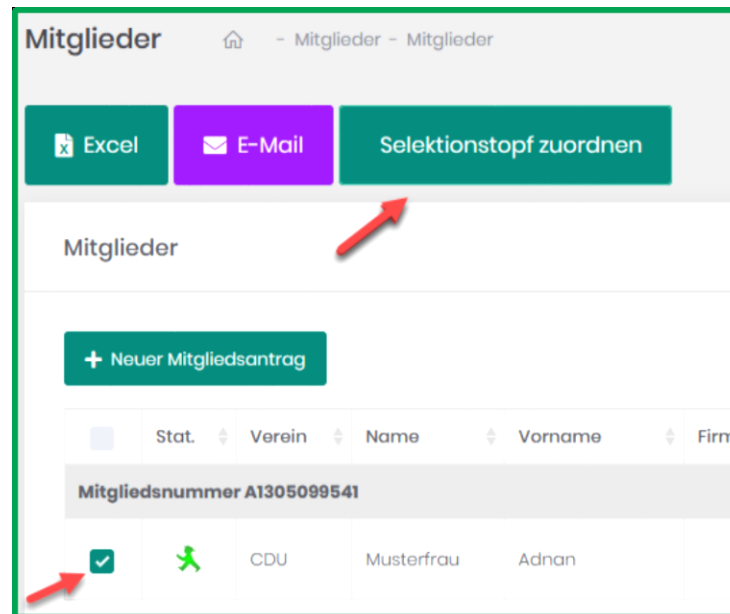 Mitglieder - Mitglieder - Mitglieder
Excel E-Mail Selektionstopf zuordnen
Mitglieder
+ Neuer Mitgliedsantrag
Stat. Verein Name Vorname Firm
Mitgliedsnummer A1305099541
CDU Musterfrau Adnan